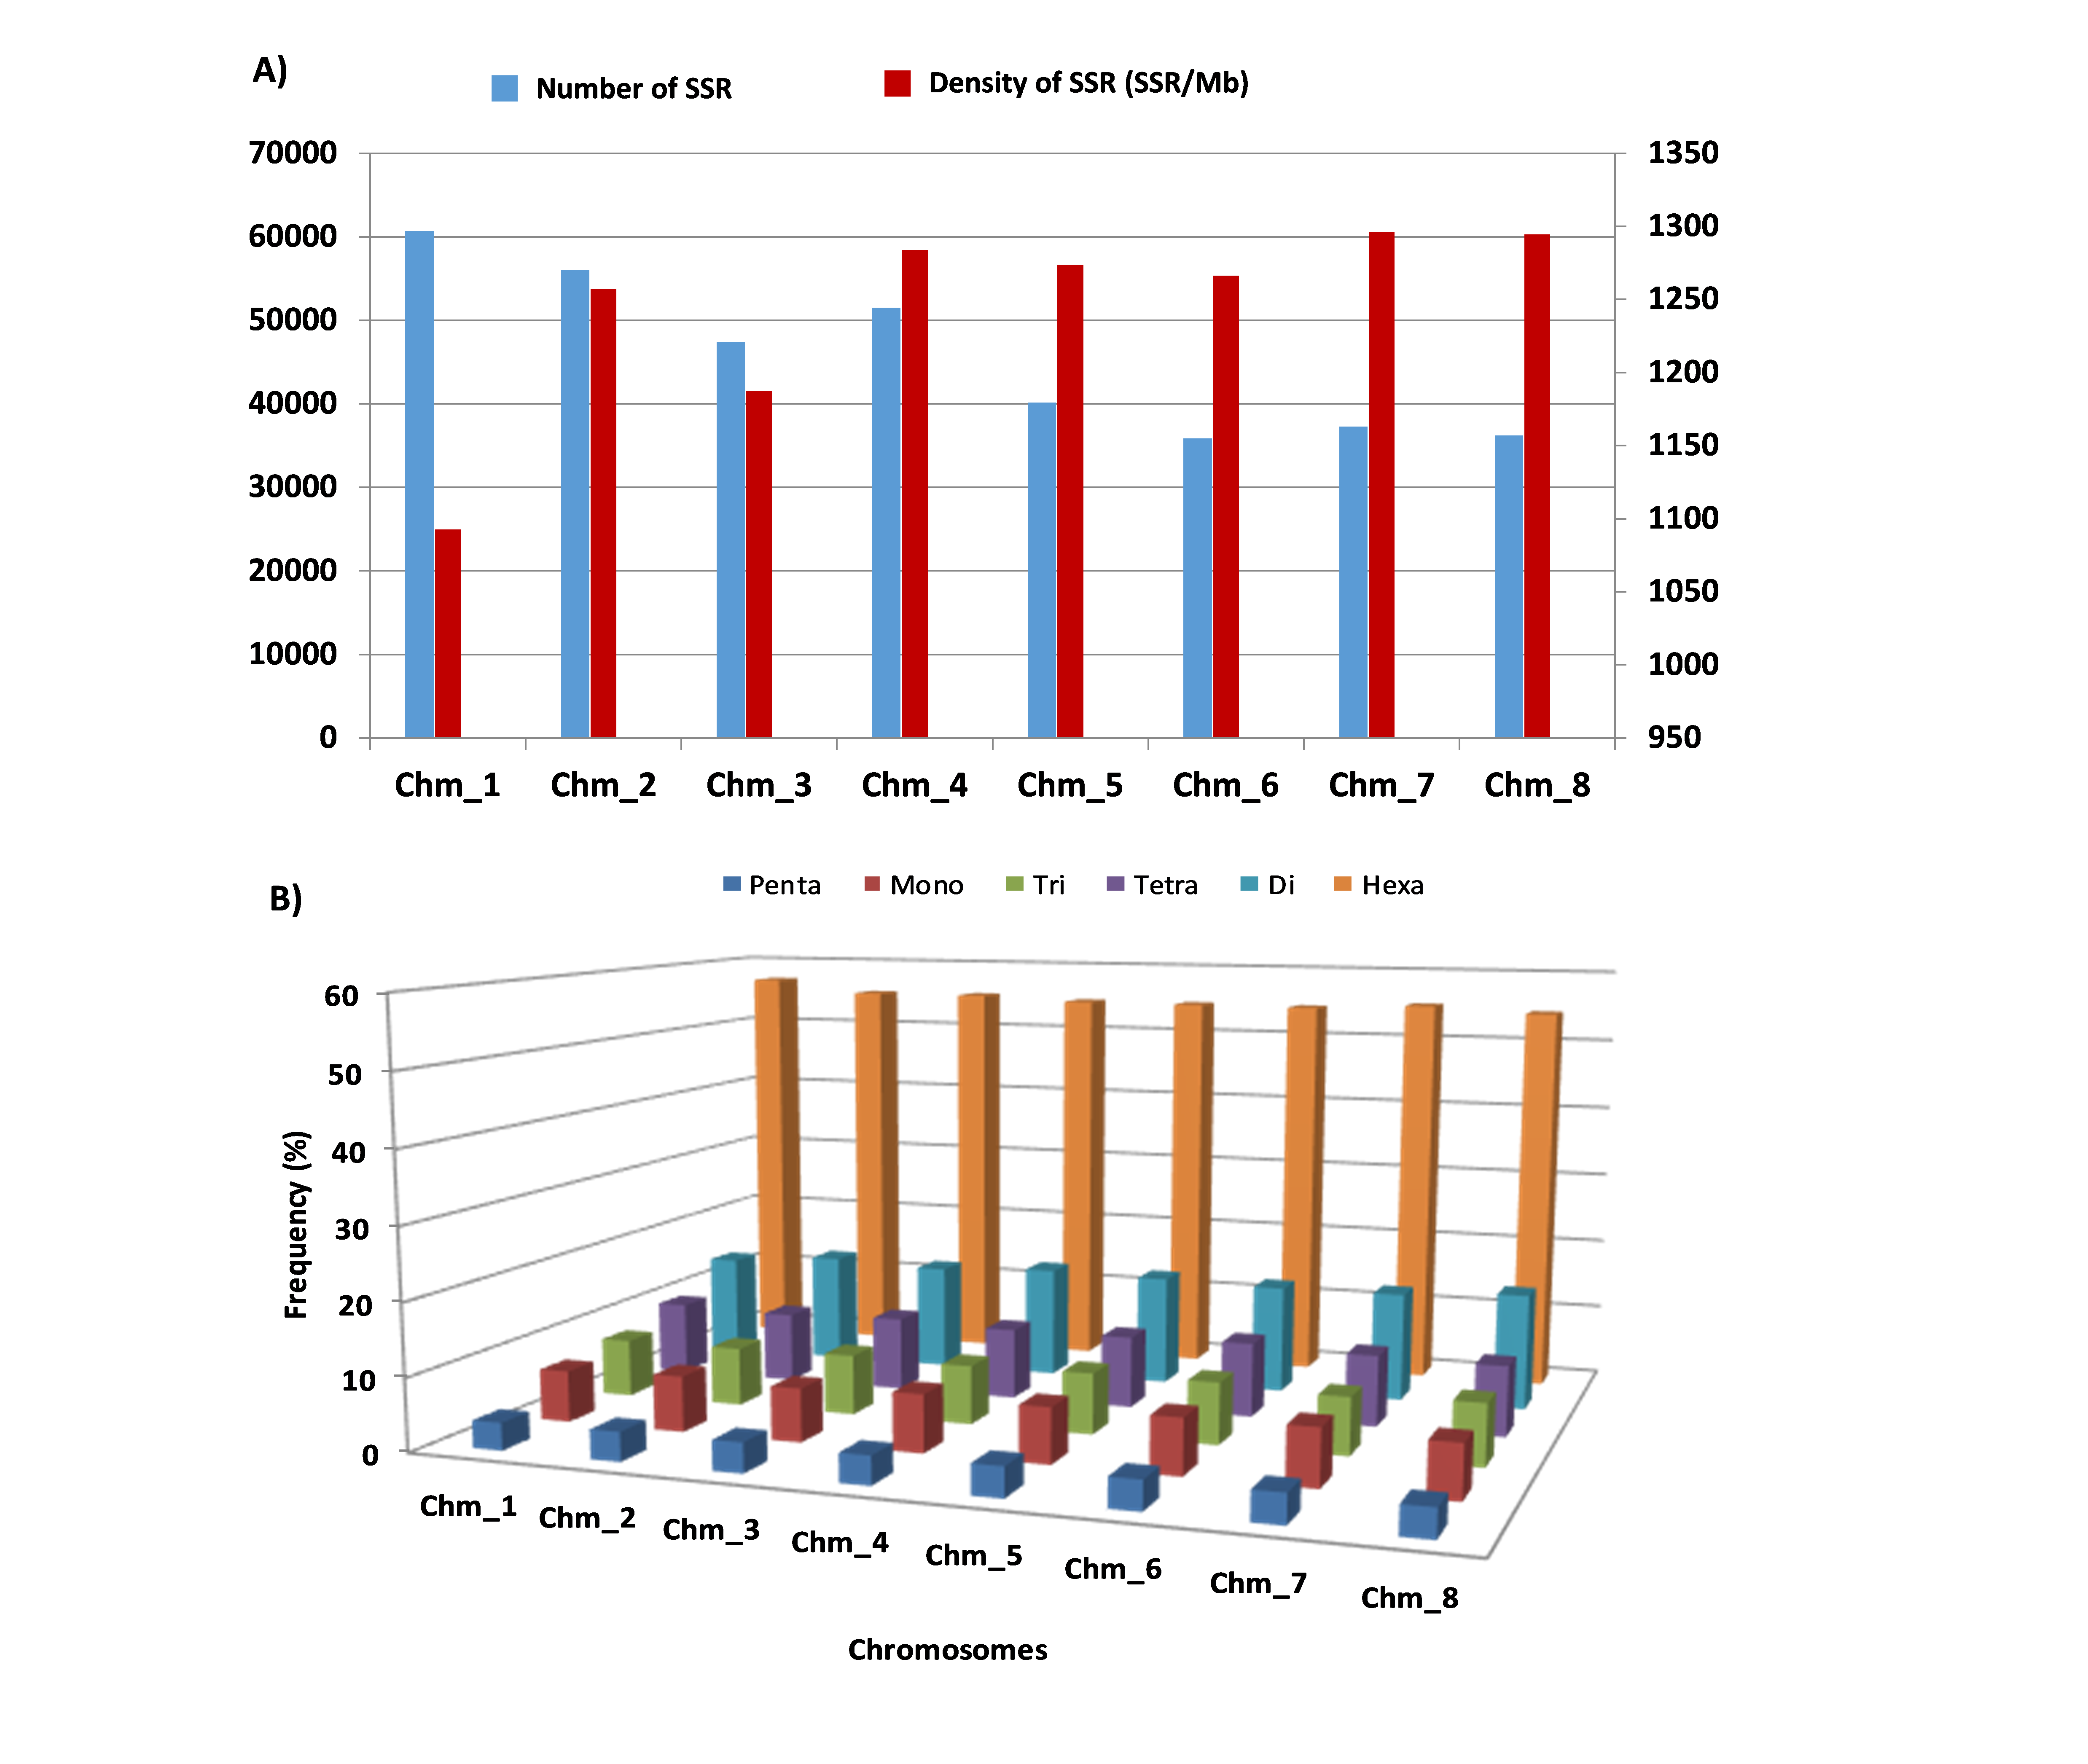 A)
Number of SSR Density of SSR (SSR/Mb)
70000 1350
60000 1300
50000 1250
40000 1200
30000 1150
20000 1100
10000 1050
0 1000
950
Chm_1 Chm_2 Chm_3 Chm_4 Chm_5 Chm_6 Chm_7 Chm_8
B)
Penta Mono Tri Tetra Di Hexa
Frequency (%)
60
50
40
30
20
10
0
Chm_1 Chm_2 Chm_3 Chm_4 Chm_5 Chm_6 Chm_7 Chm_8
Chromosomes